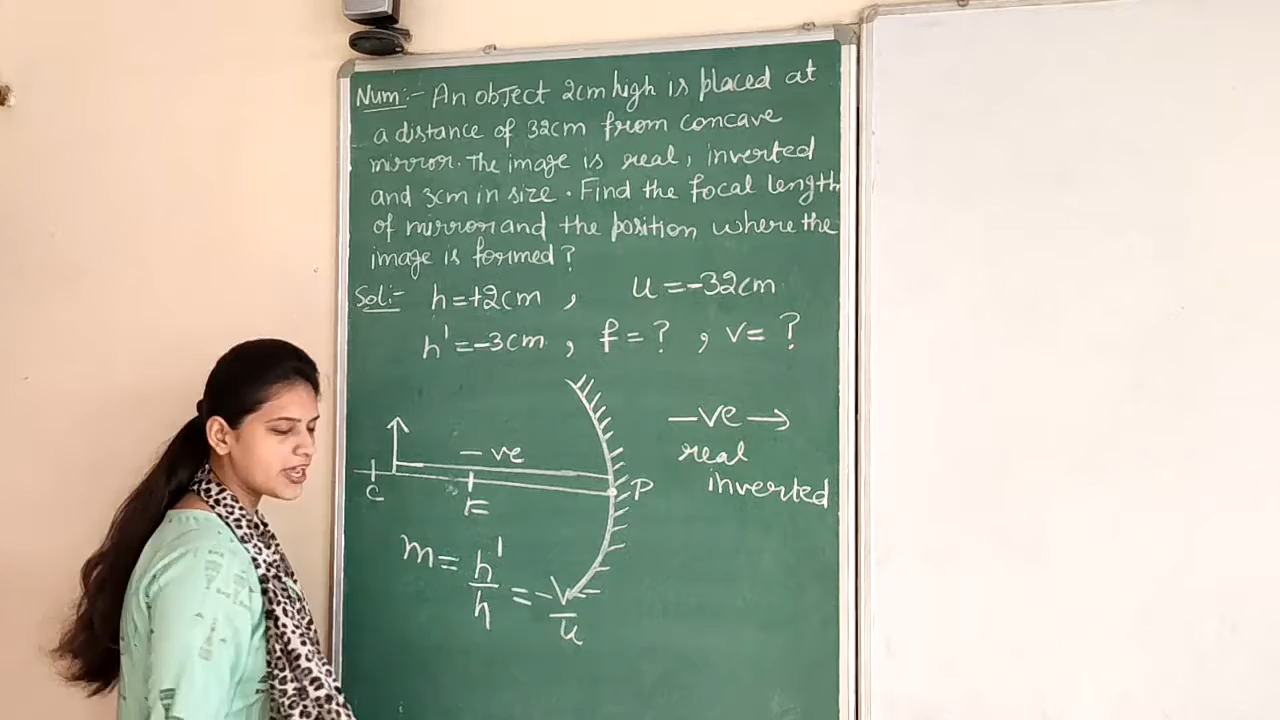 Num:- An object 2cm high is placed at
a distance of 32cm from concave
mirror. The image is real, inverted
and 3cm in size. Find the focal length
of mirror and the position where the
image is formed?
Sol:- h=+2cm, u=-32cm
h'=-3cm, f=?, v=?
-ve →
real
inverted
-ve
C F P
m = h'/h = -v/u